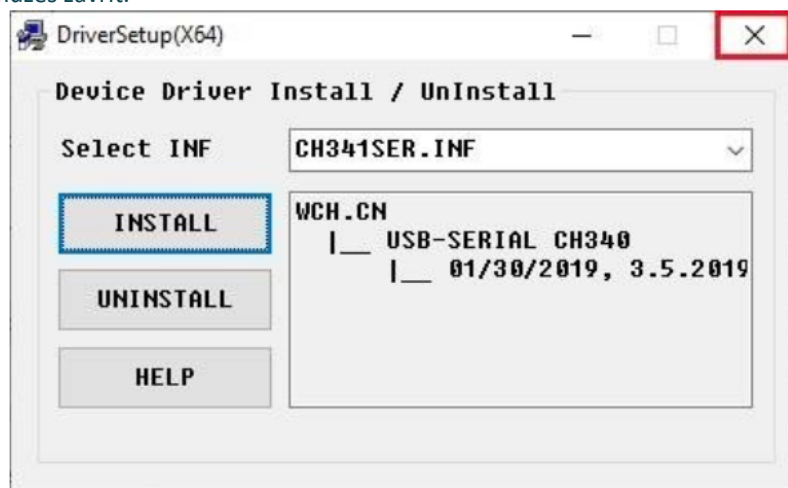 DriverSetup(X64)
Device Driver Install / UnInstall
Select INF
CH341SER.INF
INSTALL
WCH.CN
|__ USB-SERIAL CH340
|__ 01/30/2019, 3.5.2019
UNINSTALL
HELP